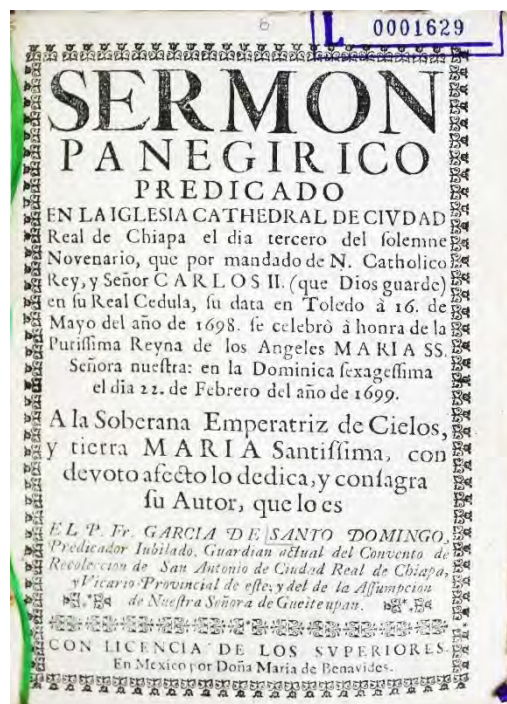 6
L 0001629
SERMON
PANEGIRICO
PREDICADO
EN LA IGLESIA CATHEDRAL DE CIVDAD
Real de Chiapa el dia tercero del ſolemne
Novenario, que por mandado de N. Catholico
Rey, y Señor CARLOS II. (que Dios guarde)
en ſu Real Cedula, ſu data en Toledo à 16. de
Mayo del año de 1698. ſe celebrò à honra de la
Puriſſima Reyna de los Angeles MARIA SS.
Señora nueſtra: en la Dominica ſexageſſima
el dia 22. de Febrero del año de 1699.
A la Soberana Emperatriz de Cielos,
y tierra MARIA Santiſſima, con
devoto afecto lo dedica, y conſagra
ſu Autor, que lo es
EL P. Fr. GARCIA DE SANTO DOMINGO,
Predicador Iubilado, Guardian actual del Convento de
Recoleccion de San Antonio de Ciudad Real de Chiapa,
y Vicario Provincial de eſte; y del de la Aſſumpcion
de Nueſtra Señora de Gueiteupan.
CON LICENCIA DE LOS SVPERIORES.
En Mexico por Doña Maria de Benavides.